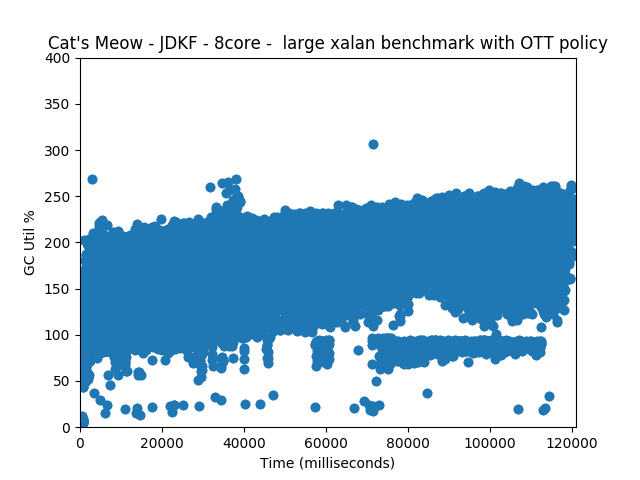 Cat's Meow - JDKF - 8core -  large xalan benchmark with OTT policy
400
350
300
250
200
150
100
50
0
GC Util %
0 20000 40000 60000 80000 100000 120000
Time (milliseconds)